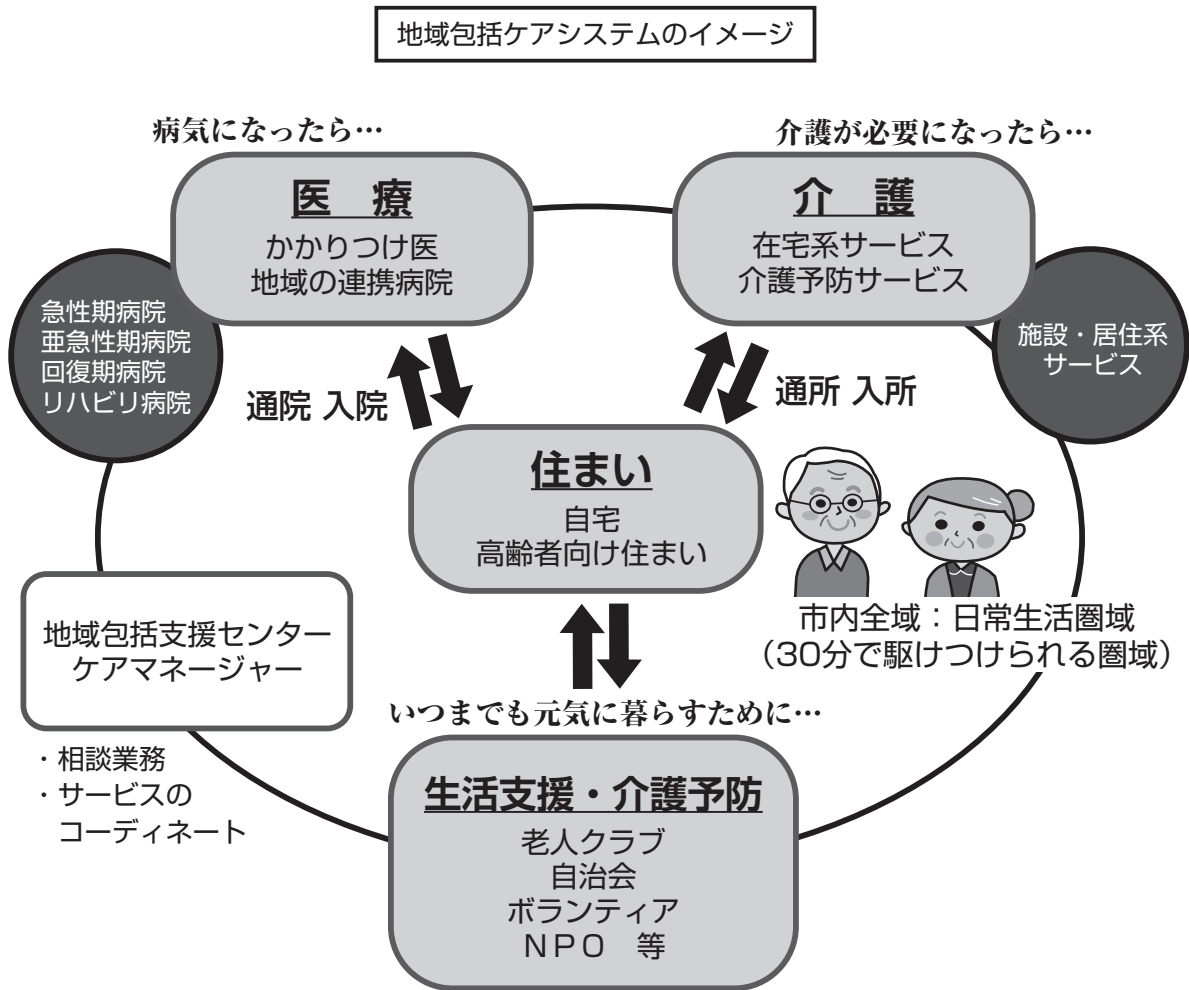 地域包括ケアシステムのイメージ
病気になったら…
介護が必要になったら…
医　療
かかりつけ医
地域の連携病院
介　護
在宅系サービス
介護予防サービス
急性期病院
亜急性期病院
回復期病院
リハビリ病院
施設・居住系
サービス
通院 入院
通所 入所
住まい
自宅
高齢者向け住まい
市内全域：日常生活圏域
（30分で駆けつけられる圏域）
地域包括支援センター
ケアマネージャー
・相談業務
・サービスの
コーディネート
いつまでも元気に暮らすために…
生活支援・介護予防
老人クラブ
自治会
ボランティア
ＮＰＯ　等